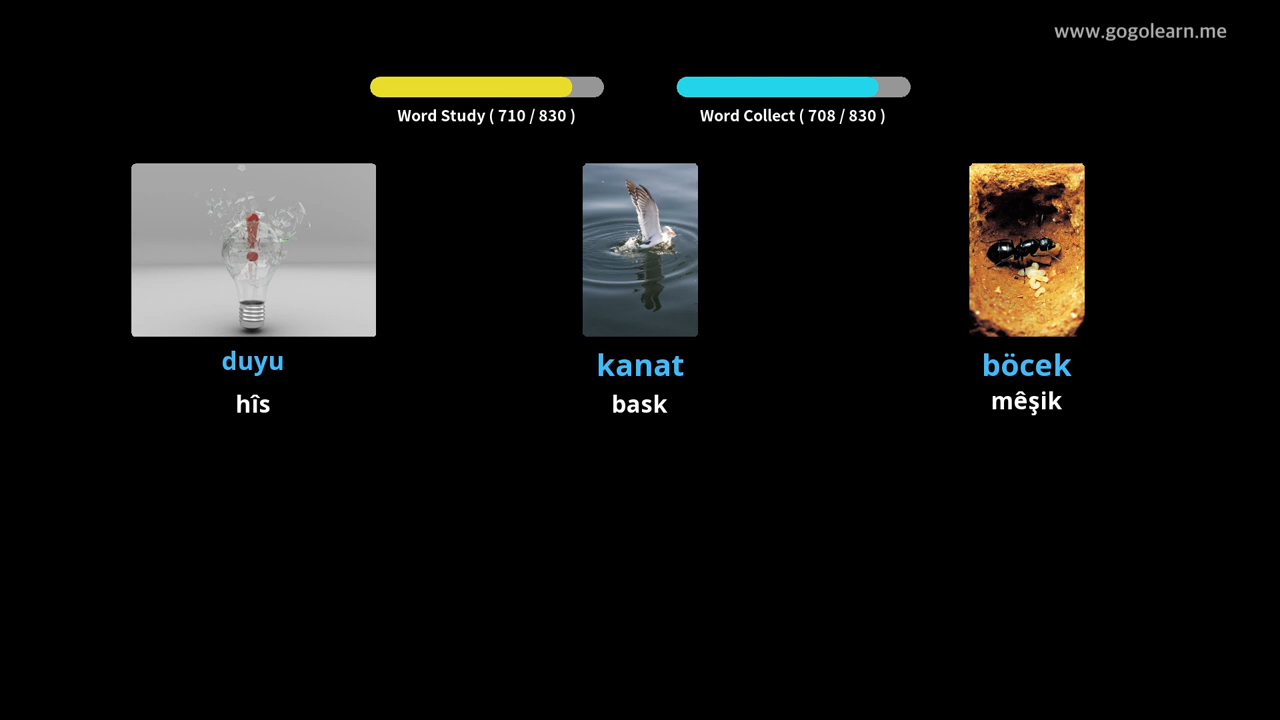 www.gogolearn.me
Word Study ( 710 / 830 )
Word Collect ( 708 / 830 )
duyu
hîs
kanat
bask
böcek
mêşik